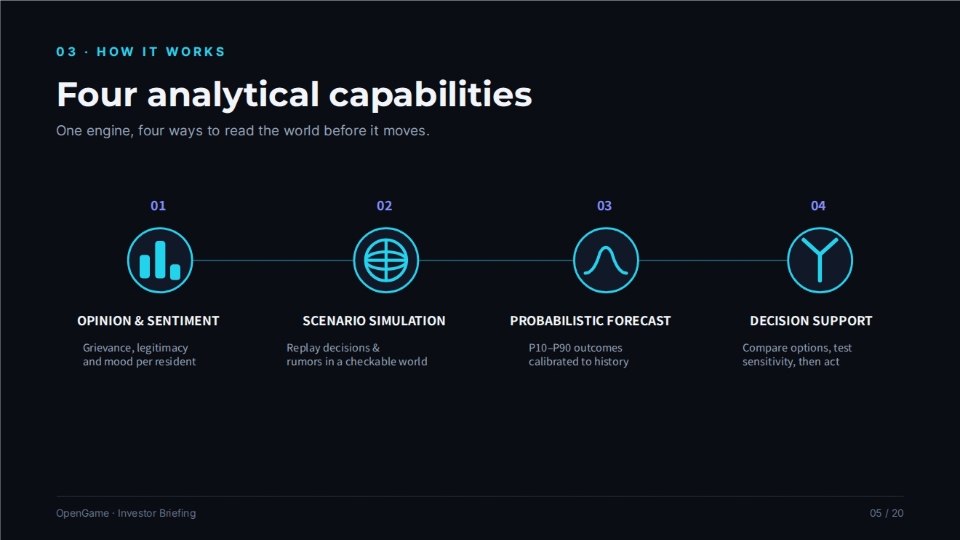 03 · HOW IT WORKS
Four analytical capabilities
One engine, four ways to read the world before it moves.
01
OPINION & SENTIMENT
Grievance, legitimacy
and mood per resident
02
SCENARIO SIMULATION
Replay decisions &
rumors in a checkable world
03
PROBABILISTIC FORECAST
P10–P90 outcomes
calibrated to history
04
DECISION SUPPORT
Compare options, test
sensitivity, then act
OpenGame · Investor Briefing
05 / 20